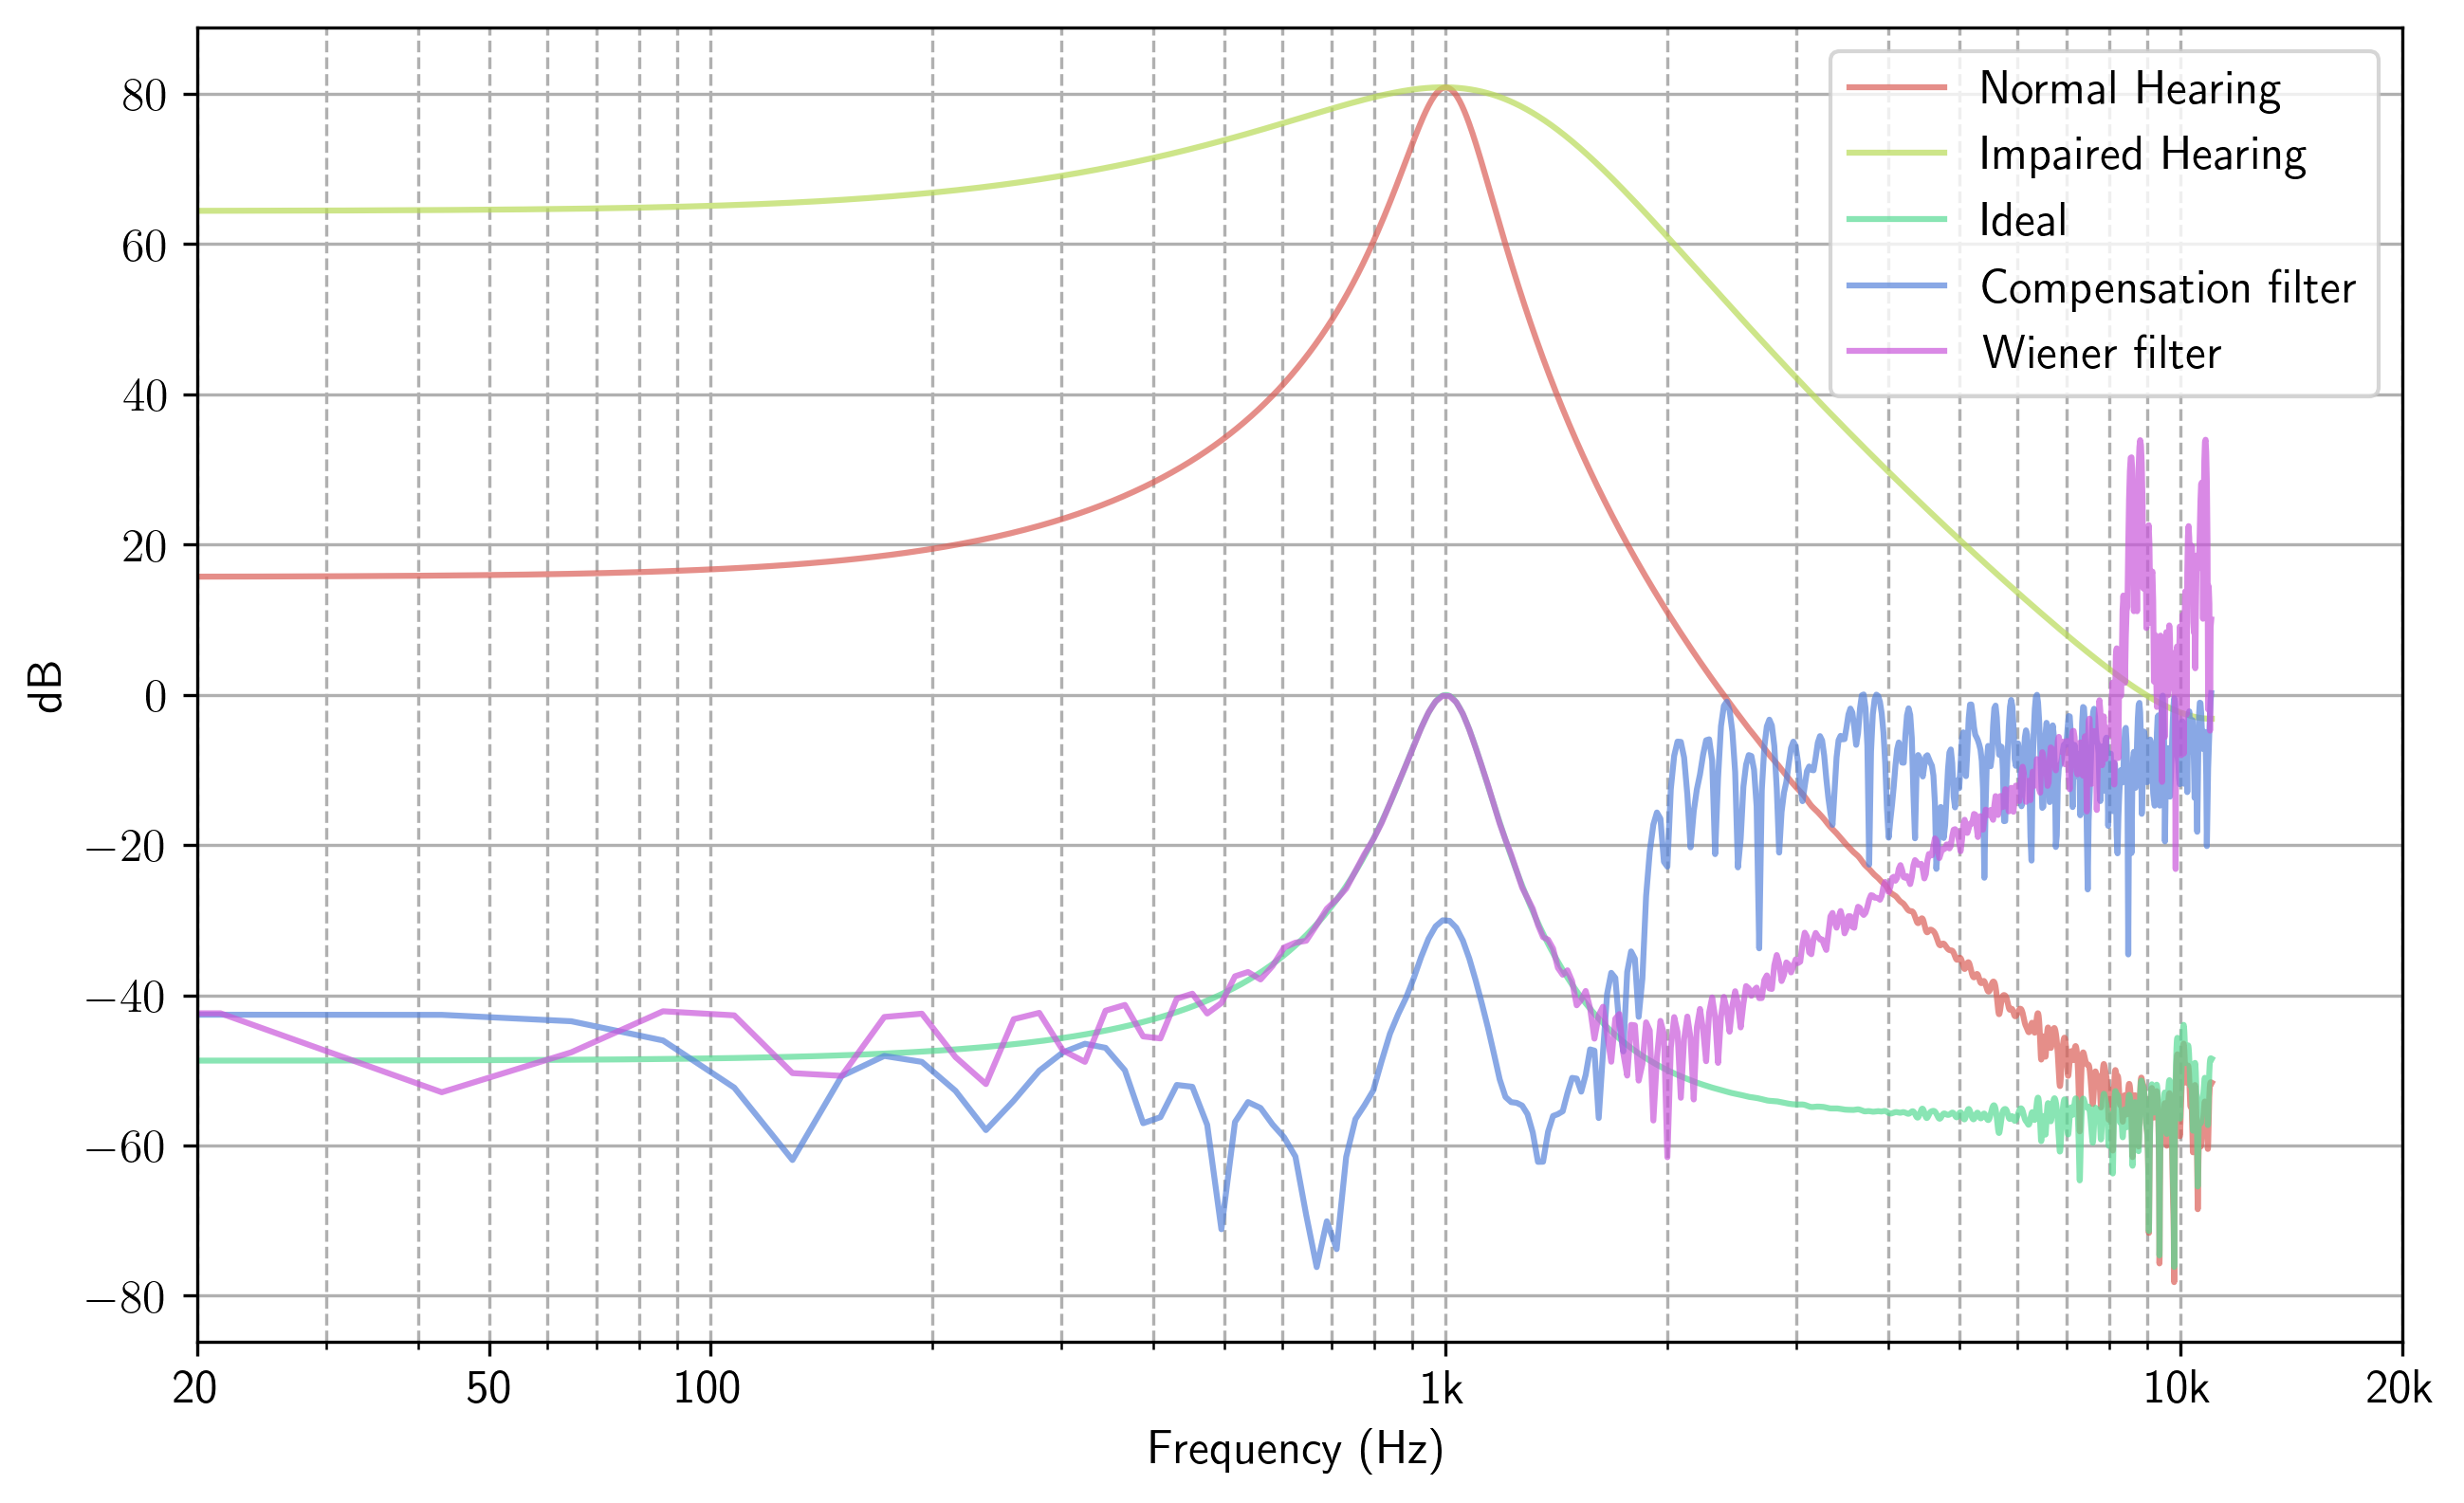 80
60
40
20
0
−20
−40
−60
−80
dB
20 50 100 1k 10k 20k
Frequency (Hz)
Normal Hearing
Impaired Hearing
Ideal
Compensation filter
Wiener filter